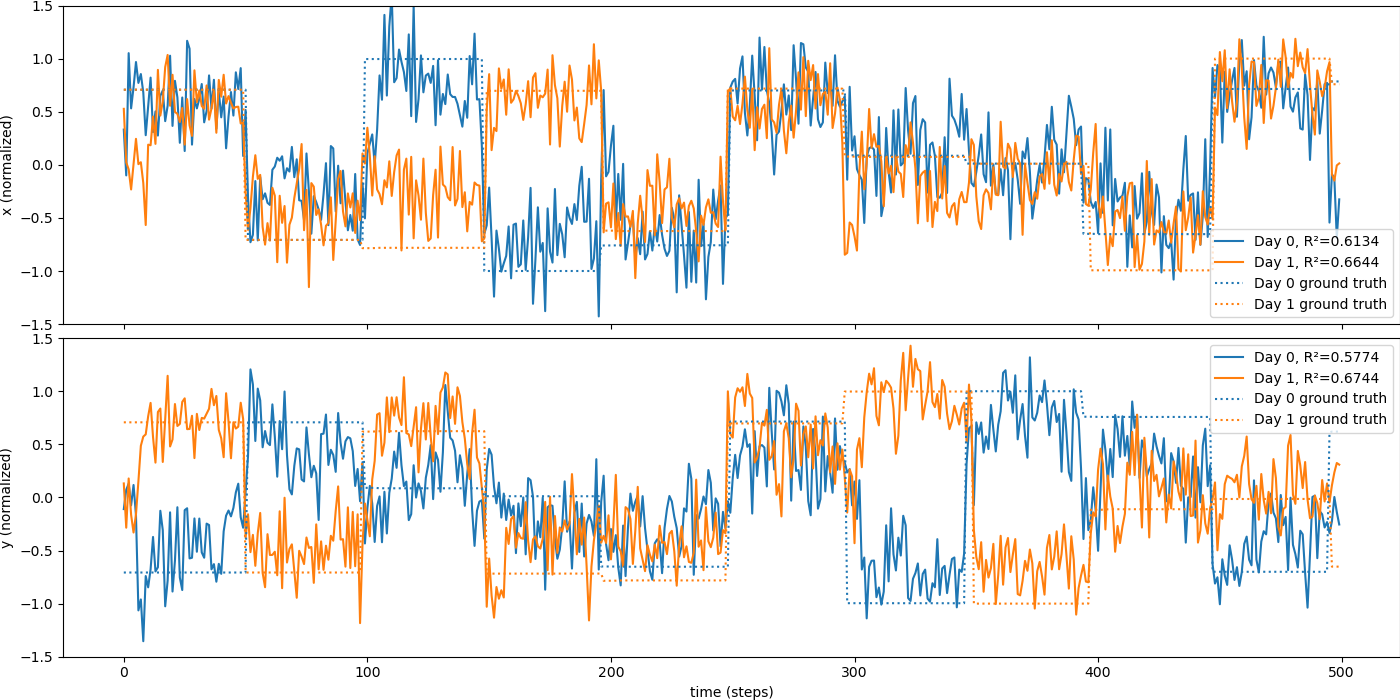 1.5
1.0
0.5
0.0
−0.5
−1.0
−1.5
x (normalized)
Day 0, R²=0.6134
Day 1, R²=0.6644
Day 0 ground truth
Day 1 ground truth
1.5
1.0
0.5
0.0
−0.5
−1.0
−1.5
y (normalized)
Day 0, R²=0.5774
Day 1, R²=0.6744
Day 0 ground truth
Day 1 ground truth
0 100 200 300 400 500
time (steps)